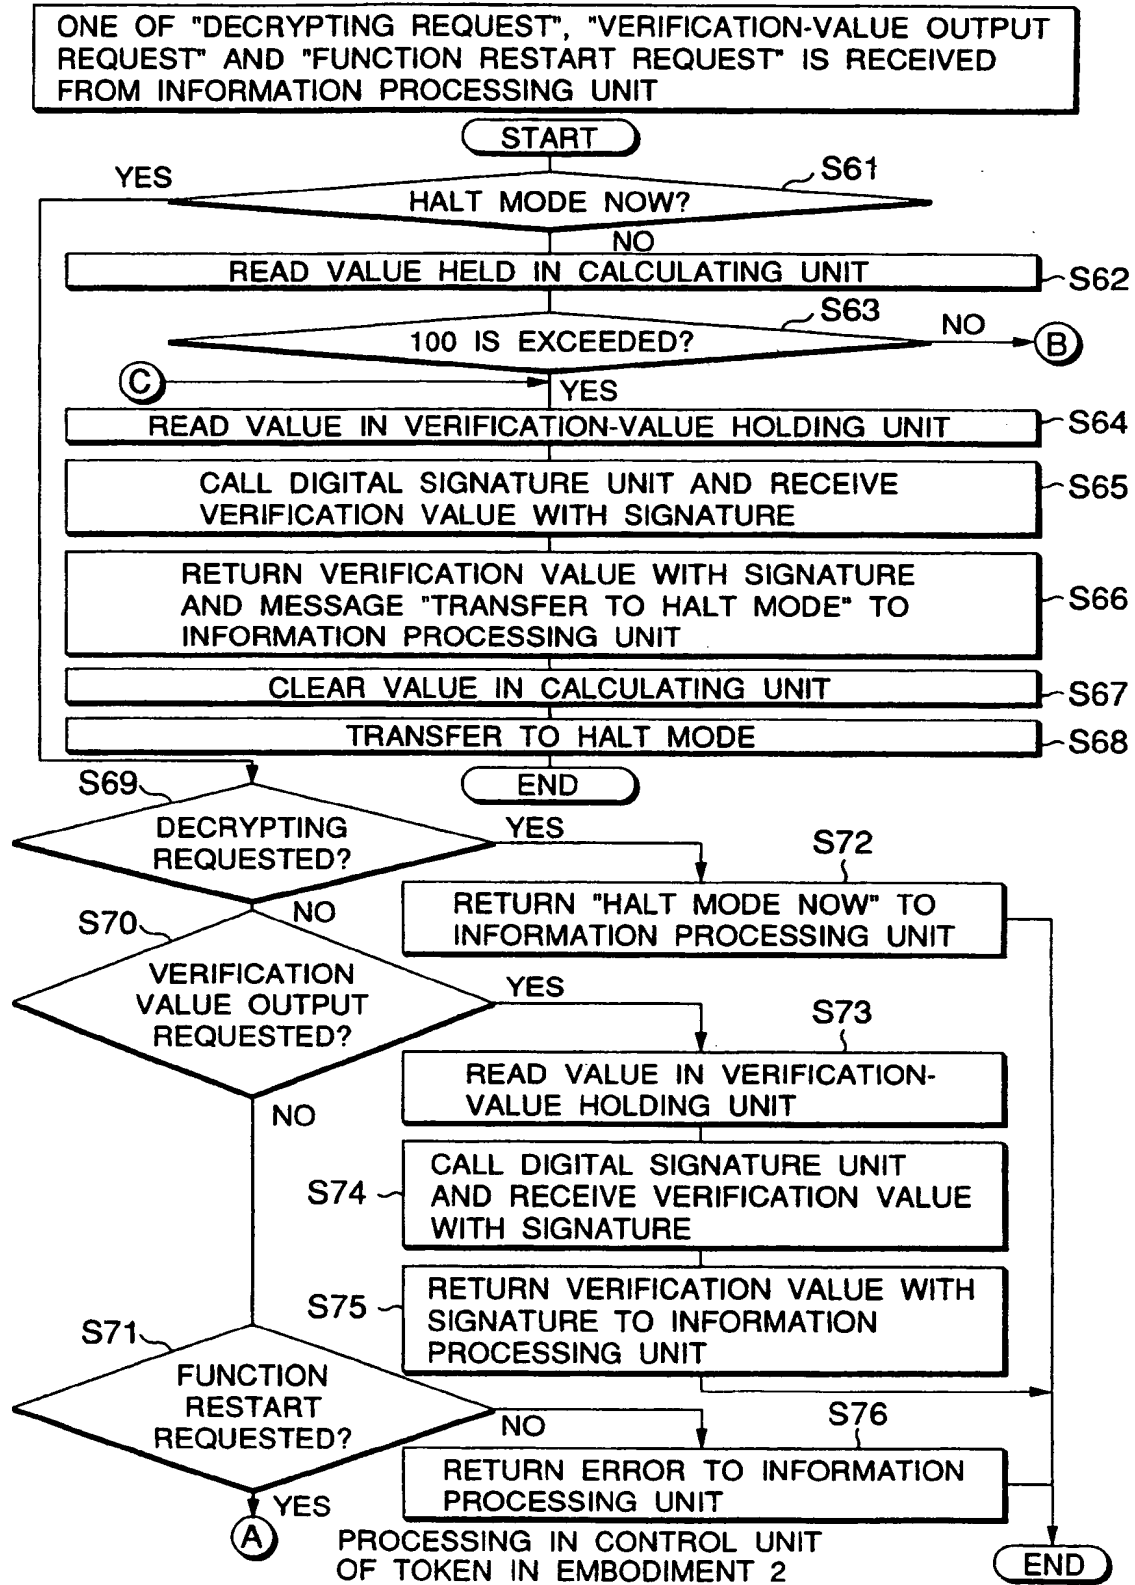 ONE OF "DECRYPTING REQUEST", "VERIFICATION-VALUE OUTPUT
REQUEST" AND "FUNCTION RESTART REQUEST" IS RECEIVED
FROM INFORMATION PROCESSING UNIT
START
YES
S61
HALT MODE NOW?
NO
READ VALUE HELD IN CALCULATING UNIT
S62
S63
100 IS EXCEEDED?
NO
B
C
YES
READ VALUE IN VERIFICATION-VALUE HOLDING UNIT
S64
CALL DIGITAL SIGNATURE UNIT AND RECEIVE
VERIFICATION VALUE WITH SIGNATURE
S65
RETURN VERIFICATION VALUE WITH SIGNATURE
AND MESSAGE "TRANSFER TO HALT MODE" TO
INFORMATION PROCESSING UNIT
S66
CLEAR VALUE IN CALCULATING UNIT
S67
TRANSFER TO HALT MODE
S68
END
S69
DECRYPTING
REQUESTED?
YES
S72
RETURN "HALT MODE NOW" TO
INFORMATION PROCESSING UNIT
NO
S70
VERIFICATION
VALUE OUTPUT
REQUESTED?
YES
S73
READ VALUE IN VERIFICATION-
VALUE HOLDING UNIT
NO
S74
CALL DIGITAL SIGNATURE UNIT
AND RECEIVE VERIFICATION VALUE
WITH SIGNATURE
S75
RETURN VERIFICATION VALUE WITH
SIGNATURE TO INFORMATION
PROCESSING UNIT
S71
FUNCTION
RESTART
REQUESTED?
NO
S76
RETURN ERROR TO INFORMATION
PROCESSING UNIT
YES
A
PROCESSING IN CONTROL UNIT
OF TOKEN IN EMBODIMENT 2
END